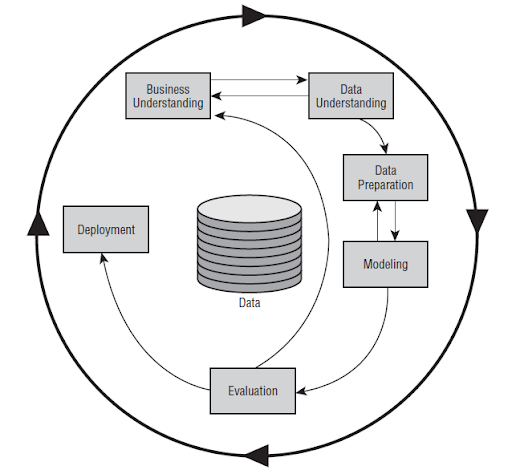 Business
Understanding
Data
Understanding
Data
Preparation
Deployment
Modeling
Data
Evaluation